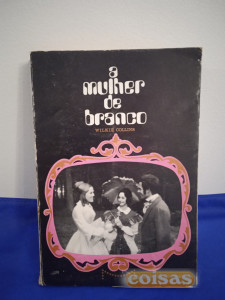 a
mulher
de
branco
WILKIE COLLINS
coisas